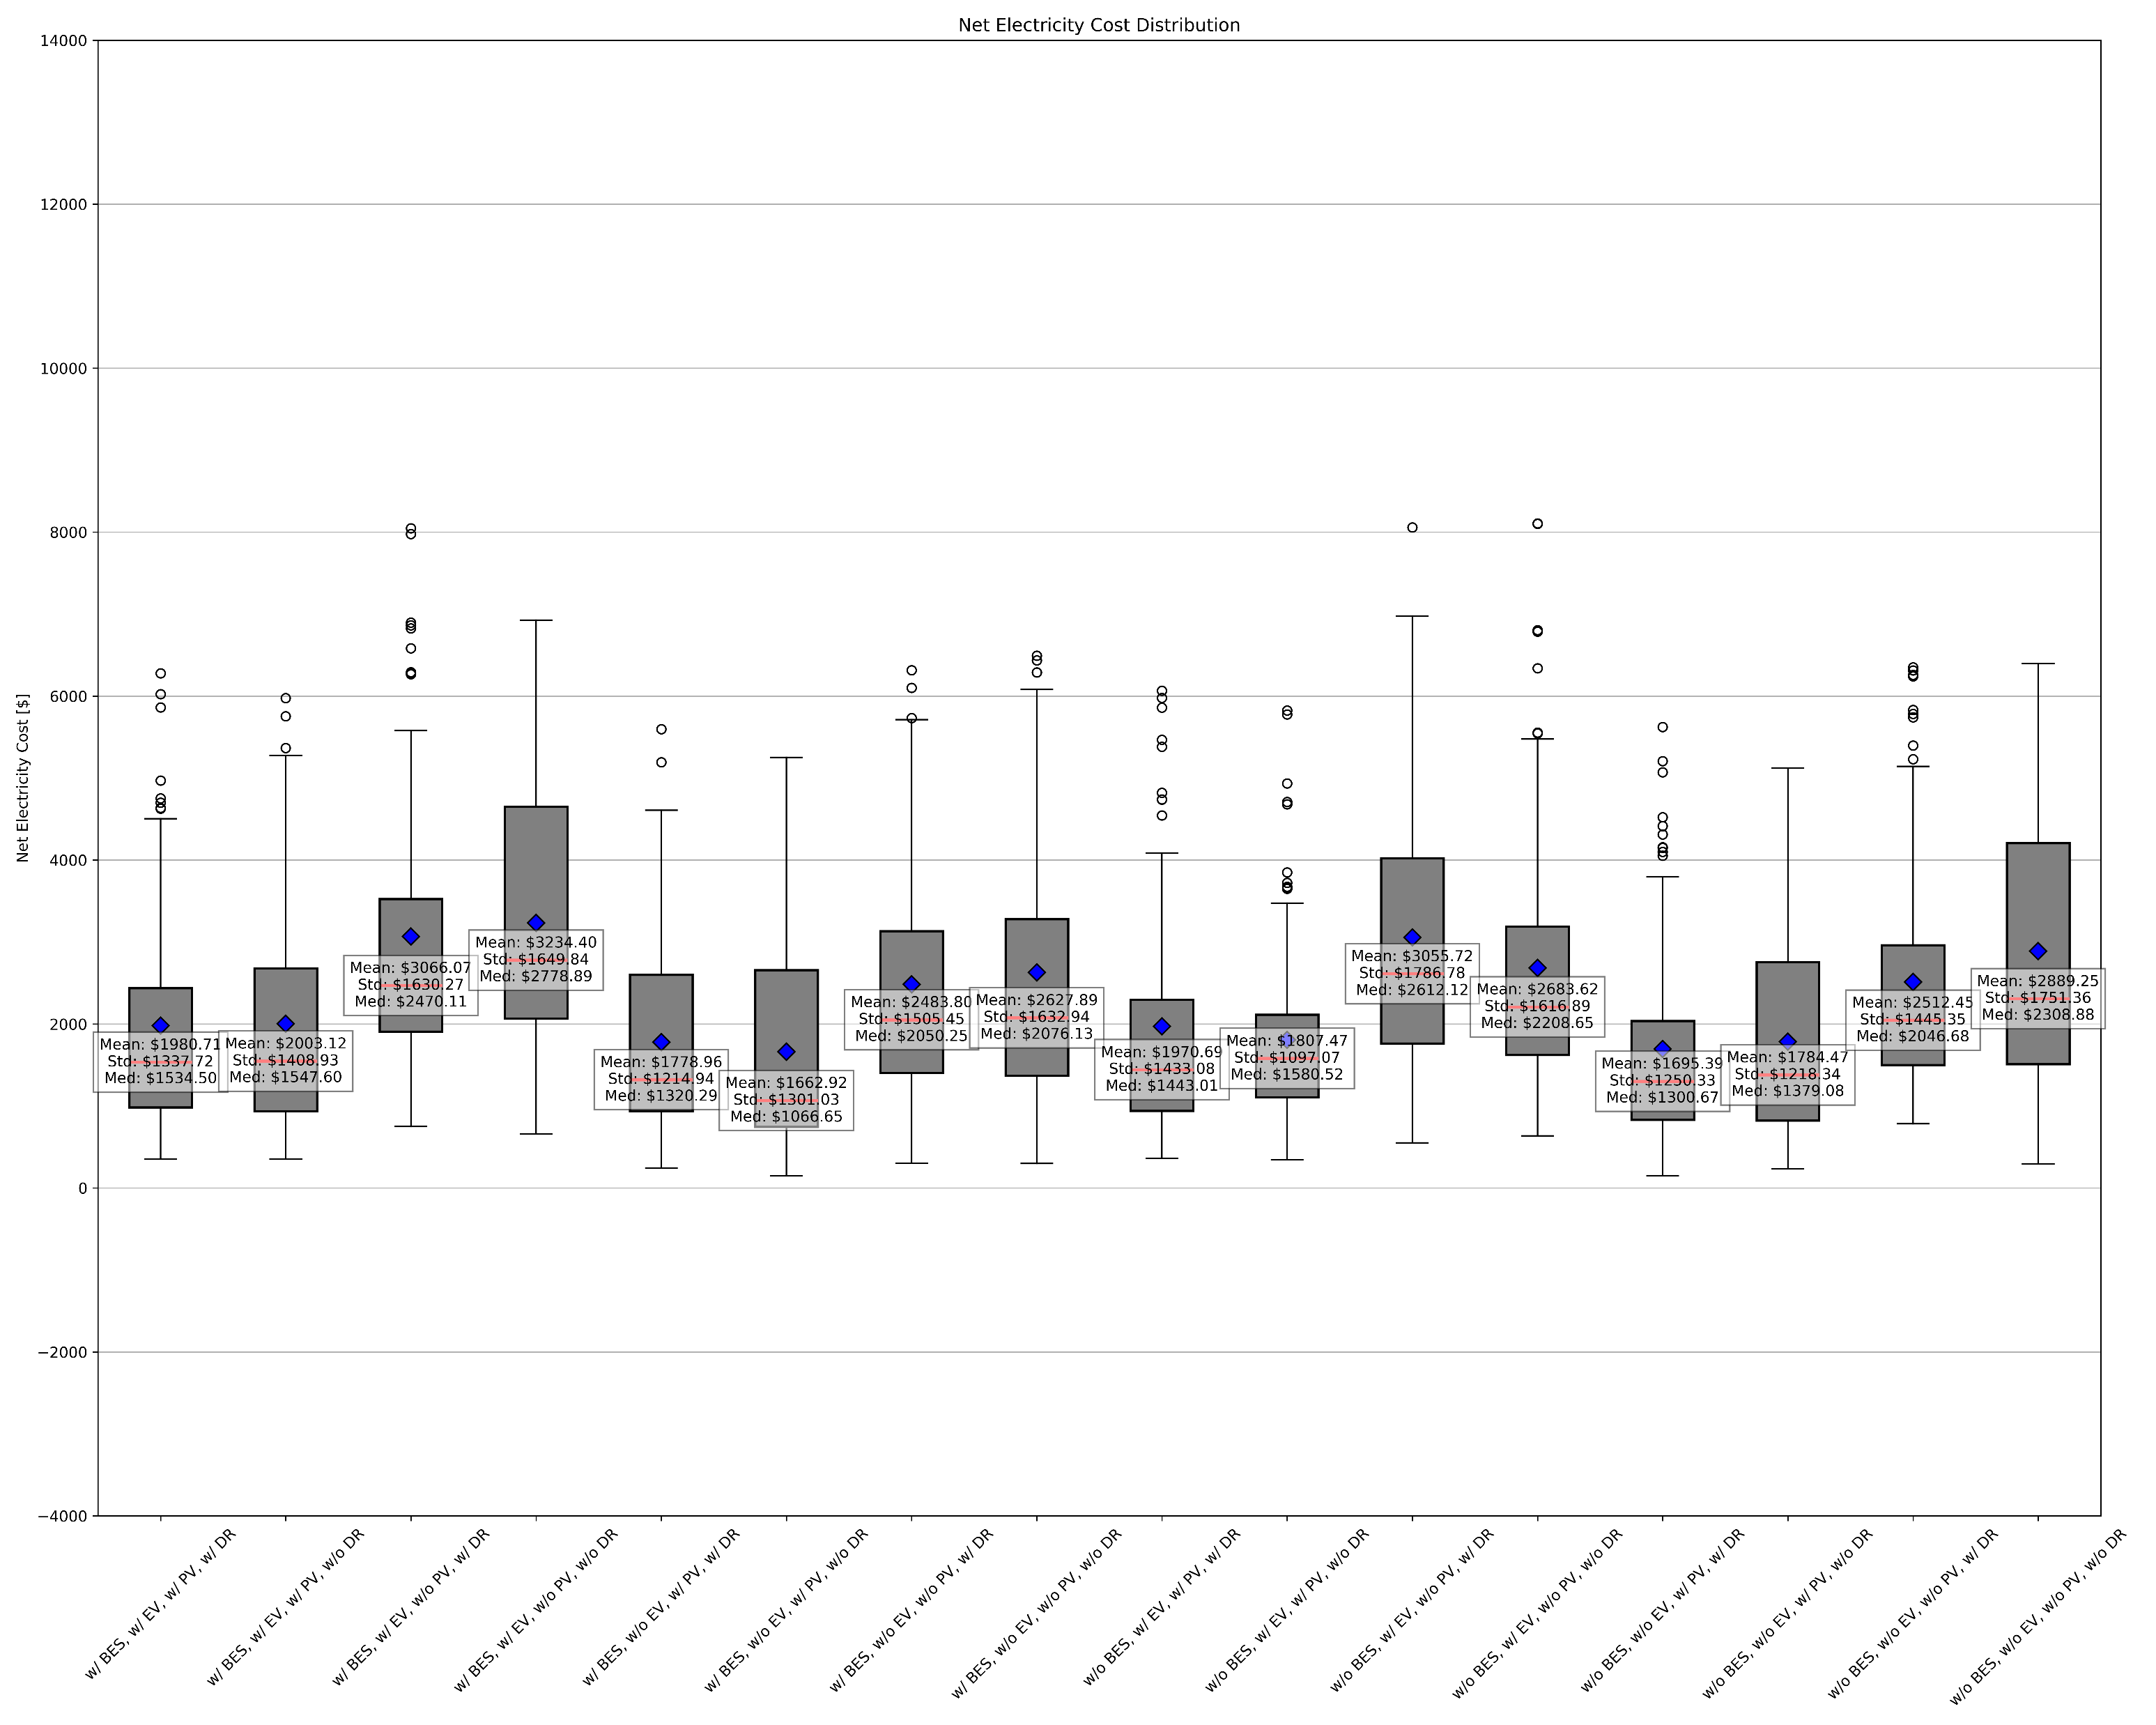 Net Electricity Cost Distribution
14000
12000
10000
8000
6000
4000
2000
0
−2000
−4000
Net Electricity Cost [$]
Mean: $1980.71
Std: $1337.72
Med: $1534.50
Mean: $2003.12
Std: $1408.93
Med: $1547.60
Mean: $3066.07
Std: $1630.27
Med: $2470.11
Mean: $3234.40
Std: $1649.84
Med: $2778.89
Mean: $1778.96
Std: $1214.94
Med: $1320.29
Mean: $1662.92
Std: $1301.03
Med: $1066.65
Mean: $2483.80
Std: $1505.45
Med: $2050.25
Mean: $2627.89
Std: $1632.94
Med: $2076.13
Mean: $1970.69
Std: $1433.08
Med: $1443.01
Mean: $1807.47
Std: $1097.07
Med: $1580.52
Mean: $3055.72
Std: $1786.78
Med: $2612.12
Mean: $2683.62
Std: $1616.89
Med: $2208.65
Mean: $1695.39
Std: $1250.33
Med: $1300.67
Mean: $1784.47
Std: $1218.34
Med: $1379.08
Mean: $2512.45
Std: $1445.35
Med: $2046.68
Mean: $2889.25
Std: $1751.36
Med: $2308.88
w/ BES, w/ EV, w/ PV, w/ DR
w/ BES, w/ EV, w/ PV, w/o DR
w/ BES, w/ EV, w/o PV, w/ DR
w/ BES, w/ EV, w/o PV, w/o DR
w/ BES, w/o EV, w/ PV, w/ DR
w/ BES, w/o EV, w/ PV, w/o DR
w/ BES, w/o EV, w/o PV, w/ DR
w/ BES, w/o EV, w/o PV, w/o DR
w/o BES, w/ EV, w/ PV, w/ DR
w/o BES, w/ EV, w/ PV, w/o DR
w/o BES, w/ EV, w/o PV, w/ DR
w/o BES, w/ EV, w/o PV, w/o DR
w/o BES, w/o EV, w/ PV, w/ DR
w/o BES, w/o EV, w/ PV, w/o DR
w/o BES, w/o EV, w/o PV, w/ DR
w/o BES, w/o EV, w/o PV, w/o DR